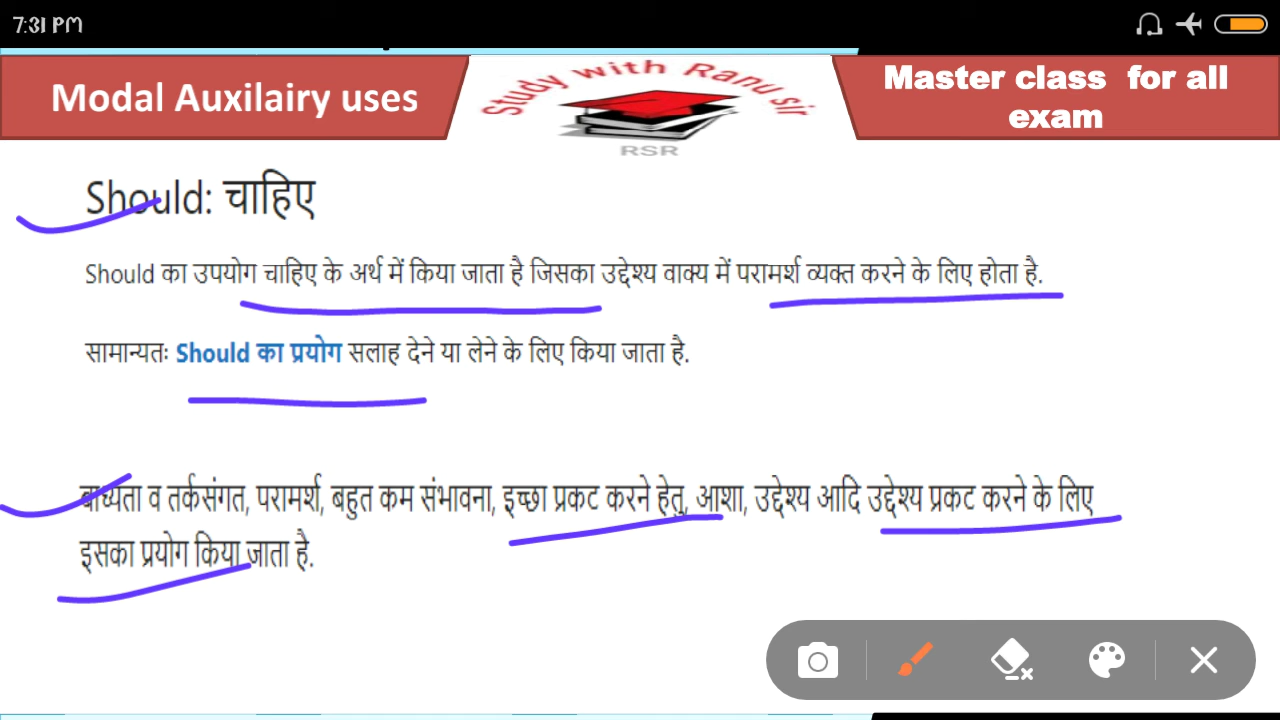 7:31 PM
Modal Auxilairy uses
Study with Ranu sir
RSR
Master class for all
exam
Should: चाहिए
Should का उपयोग चाहिए के अर्थ में किया जाता है जिसका उद्देश्य वाक्य में परामर्श व्यक्त करने के लिए होता है.
सामान्यतः Should का प्रयोग सलाह देने या लेने के लिए किया जाता है.
बाध्यता व तर्कसंगत, परामर्श, बहुत कम संभावना, इच्छा प्रकट करने हेतु, आशा, उद्देश्य आदि उद्देश्य प्रकट करने के लिए
इसका प्रयोग किया जाता है.